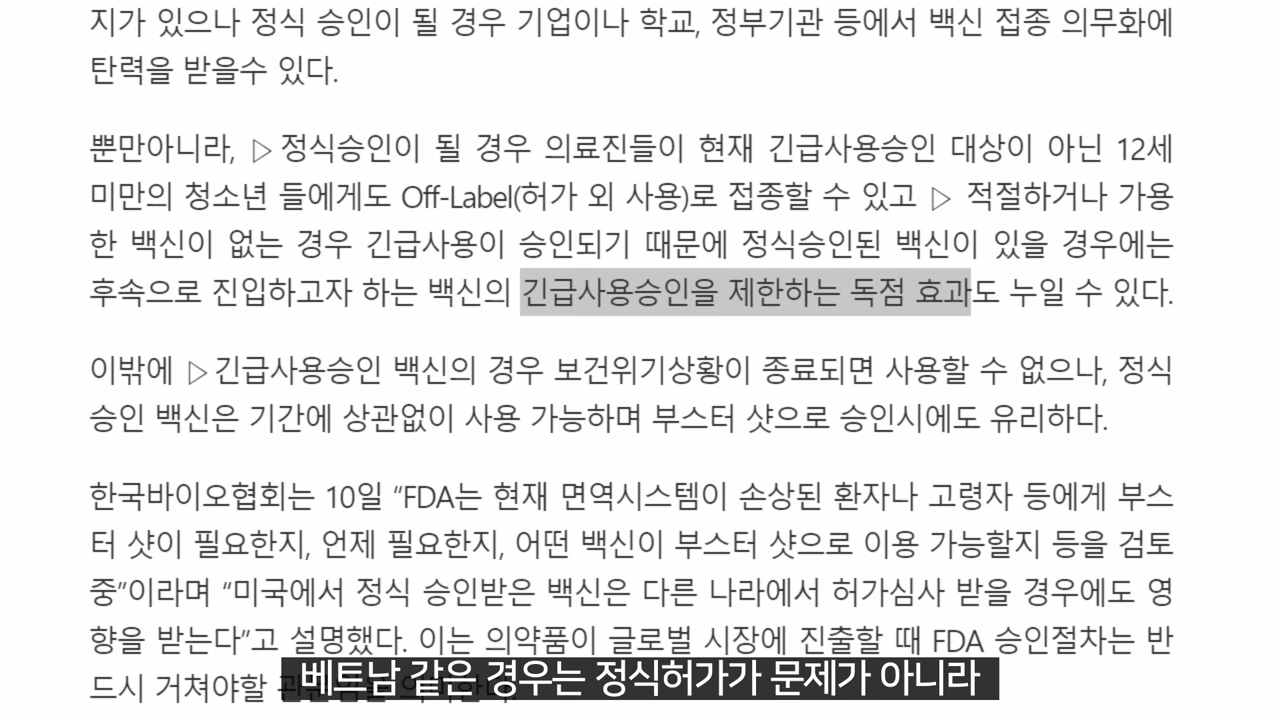 지가 있으나 정식 승인이 될 경우 기업이나 학교, 정부기관 등에서 백신 접종 의무화에
탄력을 받을수 있다.
뿐만아니라, ▷정식승인이 될 경우 의료진들이 현재 긴급사용승인 대상이 아닌 12세
미만의 청소년 들에게도 Off-Label(허가 외 사용)로 접종할 수 있고 ▷ 적절하거나 가용
한 백신이 없는 경우 긴급사용이 승인되기 때문에 정식승인된 백신이 있을 경우에는
후속으로 진입하고자 하는 백신의 긴급사용승인을 제한하는 독점 효과도 누일 수 있다.
이밖에 ▷긴급사용승인 백신의 경우 보건위기상황이 종료되면 사용할 수 없으나, 정식
승인 백신은 기간에 상관없이 사용 가능하며 부스터 샷으로 승인시에도 유리하다.
한국바이오협회는 10일 “FDA는 현재 면역시스템이 손상된 환자나 고령자 등에게 부스
터 샷이 필요한지, 언제 필요한지, 어떤 백신이 부스터 샷으로 이용 가능할지 등을 검토
중”이라며 “미국에서 정식 승인받은 백신은 다른 나라에서 허가심사 받을 경우에도 영
향을 받는다”고 설명했다. 이는 의약품이 글로벌 시장에 진출할 때 FDA 승인절차는 반
드시 거쳐야할
베트남 같은 경우는 정식허가가 문제가 아니라